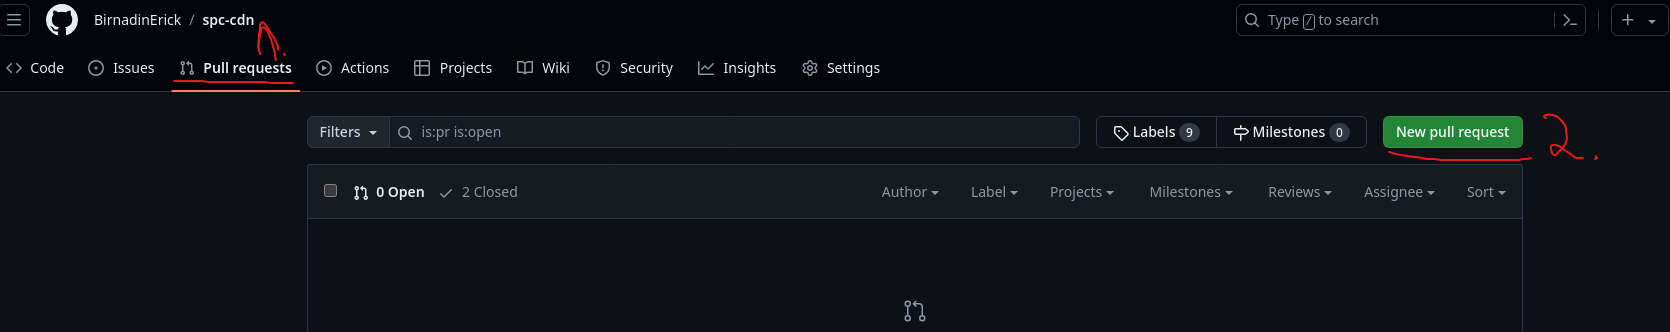 BirnadinErick / spc-cdn
Type / to search
Code Issues Pull requests Actions Projects Wiki Security Insights Settings
1.
Filters is:pr is:open Labels 9 Milestones 0 New pull request 2.
0 Open 2 Closed Author Label Projects Milestones Reviews Assignee Sort